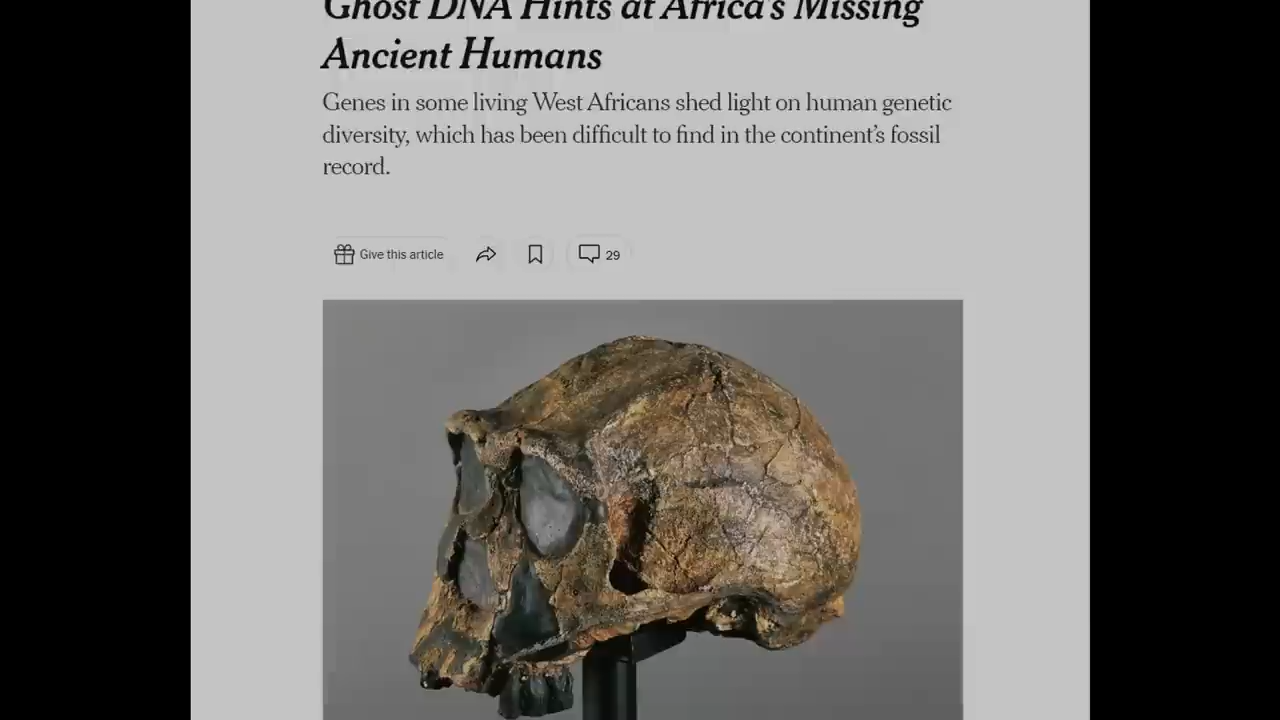 Ghost DNA Hints at Africa's Missing
Ancient Humans
Genes in some living West Africans shed light on human genetic
diversity, which has been difficult to find in the continent's fossil
record.
Give this article
29